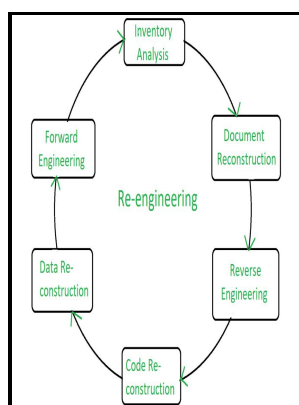 Inventory
Analysis
Document
Reconstruction
Reverse
Engineering
Code Re-
construction
Data Re-
construction
Forward
Engineering
Re-engineering